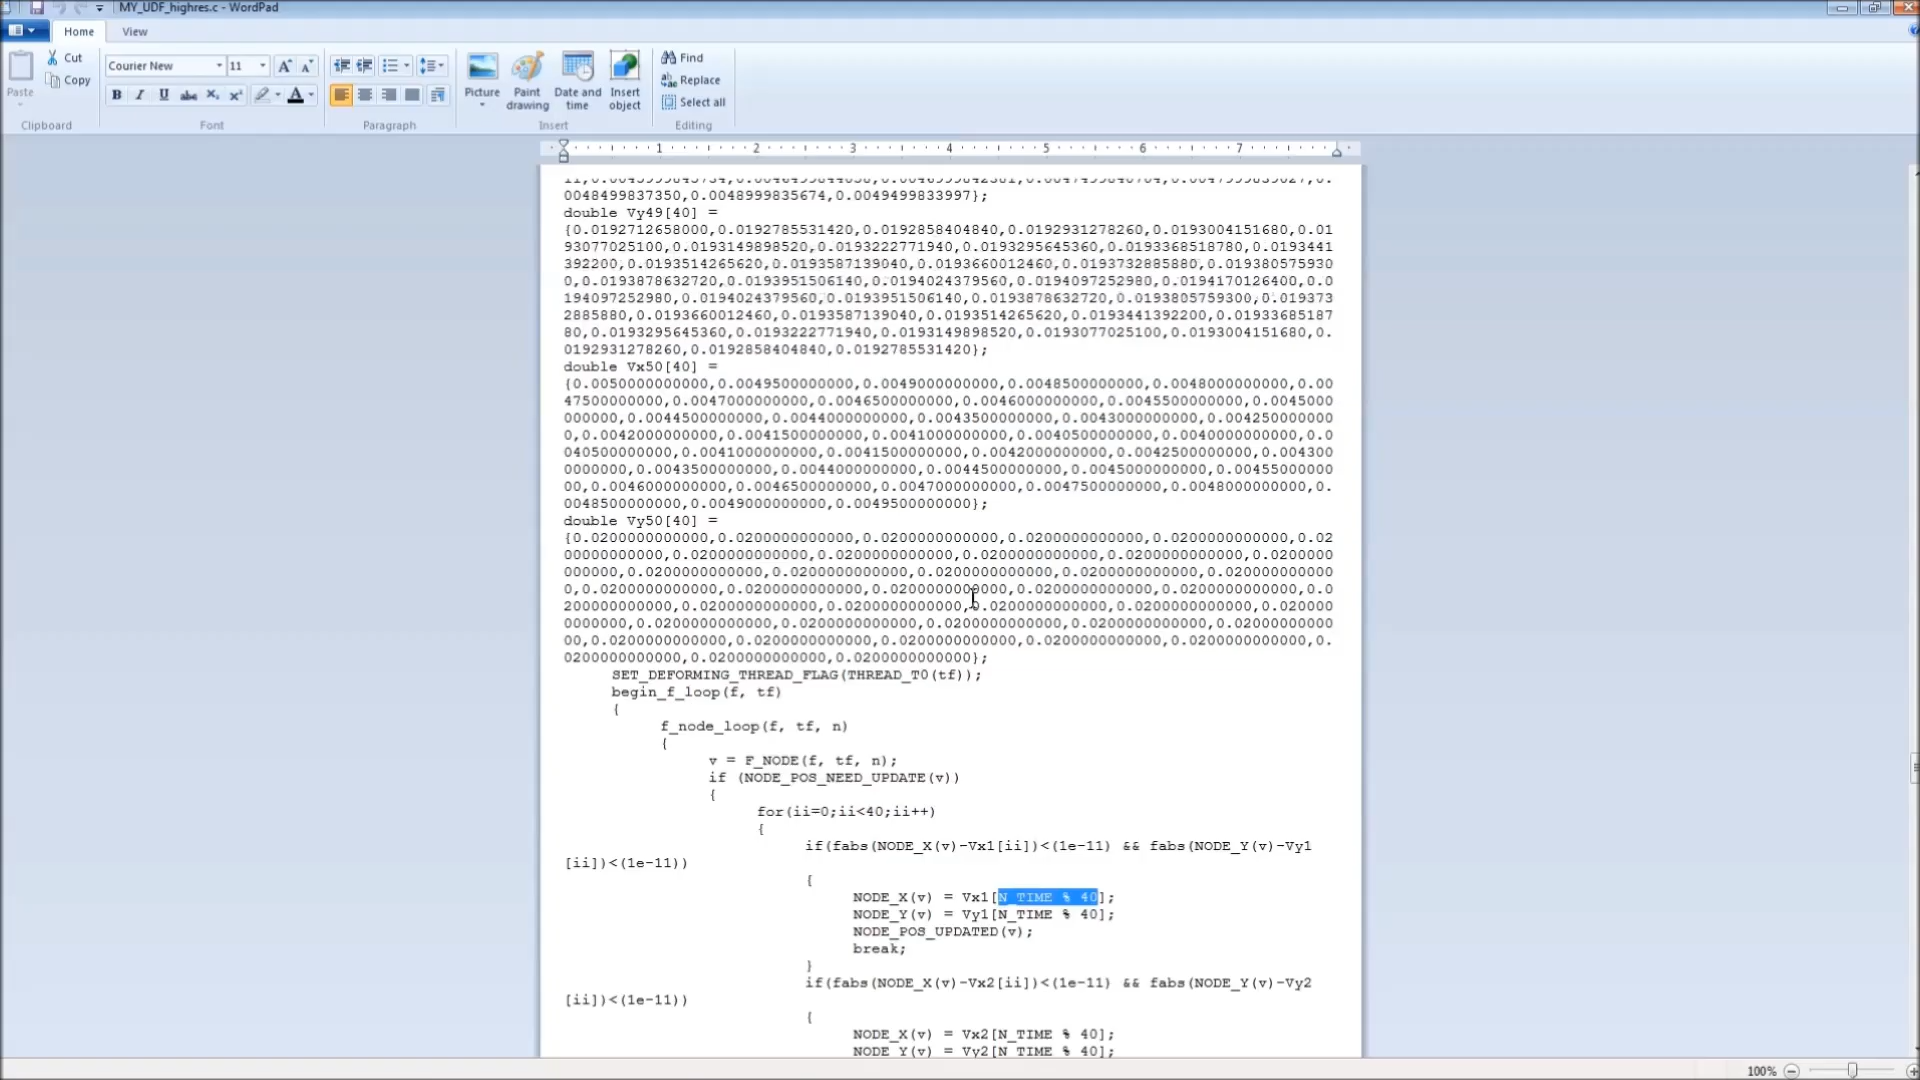 MY_UDF_highres.c - WordPad
Home
View
Paste
Cut
Copy
Clipboard
Courier New
11
Font
Paragraph
Picture
Paint drawing
Date and time
Insert object
Insert
Find
Replace
Select all
Editing
1 2 3 4 5 6 7
0048499837350,0.0048999835674,0.0049499833997};
double Vy49[40] =
{0.0192712658000,0.0192785531420,0.0192858404840,0.0192931278260,0.0193004151680,0.01
93077025100,0.0193149898520,0.0193222771940,0.0193295645360,0.0193368518780,0.0193441
392200,0.0193514265620,0.0193587139040,0.0193660012460,0.0193732885880,0.019380575930
0,0.0193878632720,0.0193951506140,0.0194024379560,0.0194097252980,0.0194170126400,0.0
194097252980,0.0194024379560,0.0193951506140,0.0193878632720,0.0193805759300,0.019373
2885880,0.0193660012460,0.0193587139040,0.0193514265620,0.0193441392200,0.01933685187
80,0.0193295645360,0.0193222771940,0.0193149898520,0.0193077025100,0.0193004151680,0.
0192931278260,0.0192858404840,0.0192785531420};
double Vx50[40] =
{0.0050000000000,0.0049500000000,0.0049000000000,0.0048500000000,0.0048000000000,0.00
47500000000,0.0047000000000,0.0046500000000,0.0046000000000,0.0045500000000,0.0045000
000000,0.0044500000000,0.0044000000000,0.0043500000000,0.0043000000000,0.004250000000
0,0.0042000000000,0.0041500000000,0.0041000000000,0.0040500000000,0.0040000000000,0.0
040500000000,0.0041000000000,0.0041500000000,0.0042000000000,0.0042500000000,0.004300
0000000,0.0043500000000,0.0044000000000,0.0044500000000,0.0045000000000,0.00455000000
00,0.0046000000000,0.0046500000000,0.0047000000000,0.0047500000000,0.0048000000000,0.
0048500000000,0.0049000000000,0.0049500000000};
double Vy50[40] =
{0.0200000000000,0.0200000000000,0.0200000000000,0.0200000000000,0.0200000000000,0.02
00000000000,0.0200000000000,0.0200000000000,0.0200000000000,0.0200000000000,0.0200000
000000,0.0200000000000,0.0200000000000,0.0200000000000,0.0200000000000,0.020000000000
0,0.0200000000000,0.0200000000000,0.0200000000000,0.0200000000000,0.0200000000000,0.0
200000000000,0.0200000000000,0.0200000000000,0.0200000000000,0.0200000000000,0.020000
0000000,0.0200000000000,0.0200000000000,0.0200000000000,0.0200000000000,0.02000000000
00,0.0200000000000,0.0200000000000,0.0200000000000,0.0200000000000,0.0200000000000,0.
0200000000000,0.0200000000000,0.0200000000000};
SET_DEFORMING_THREAD_FLAG(THREAD_T0(tf));
begin_f_loop(f, tf)
{
f_node_loop(f, tf, n)
{
v = F_NODE(f, tf, n);
if (NODE_POS_NEED_UPDATE(v))
{
for(ii=0;ii<40;ii++)
{
if(fabs(NODE_X(v)-Vx1[ii])<(1e-11) && fabs(NODE_Y(v)-Vy1
[ii])<(1e-11))
{
NODE_X(v) = Vx1[N_TIME % 40];
NODE_Y(v) = Vy1[N_TIME % 40];
NODE_POS_UPDATED(v);
break;
}
if(fabs(NODE_X(v)-Vx2[ii])<(1e-11) && fabs(NODE_Y(v)-Vy2
[ii])<(1e-11))
{
NODE_X(v) = Vx2[N_TIME % 40];
NODE_Y(v) = Vy2[N_TIME % 40];
100%